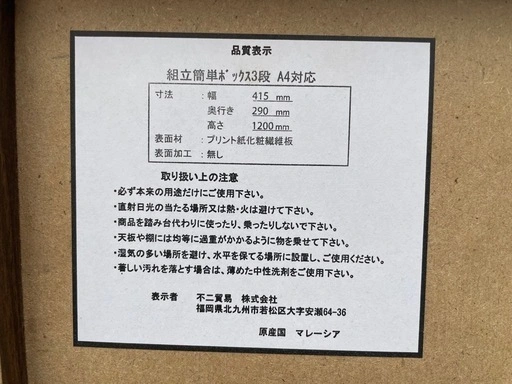 品質表示
組立簡単ﾎﾞｯｸｽ3段 A4対応
寸法 ：幅 415 mm
奥行き 290 mm
高さ 1200mm
表面材 ：プリント紙化粧繊維板
表面加工 ：無し
取り扱い上の注意
・必ず本来の用途だけにご使用下さい。
・直射日光の当たる場所又は熱・火は避けて下さい。
・商品を踏み台代わりに使ったり、乗ったりしないで下さい。
・天板や棚には均等に過重がかかるように物を乗せて下さい。
・湿気の多い場所を避け、水平を保てる場所に設置し、ご使用ください。
・著しい汚れを落とす場合は、薄めた中性洗剤をご使用下さい。
表示者 不二貿易 株式会社
福岡県北九州市若松区大字安瀬64-36
原産国 マレーシア